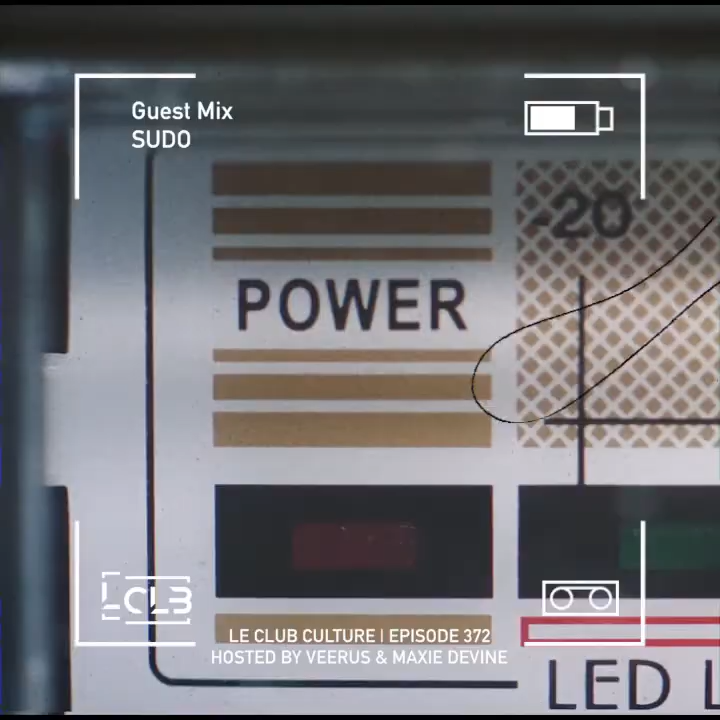 Guest Mix
SUDO
-20
POWER
LCLB
LE CLUB CULTURE | EPISODE 372
HOSTED BY VEERUS & MAXIE DEVINE
LED L